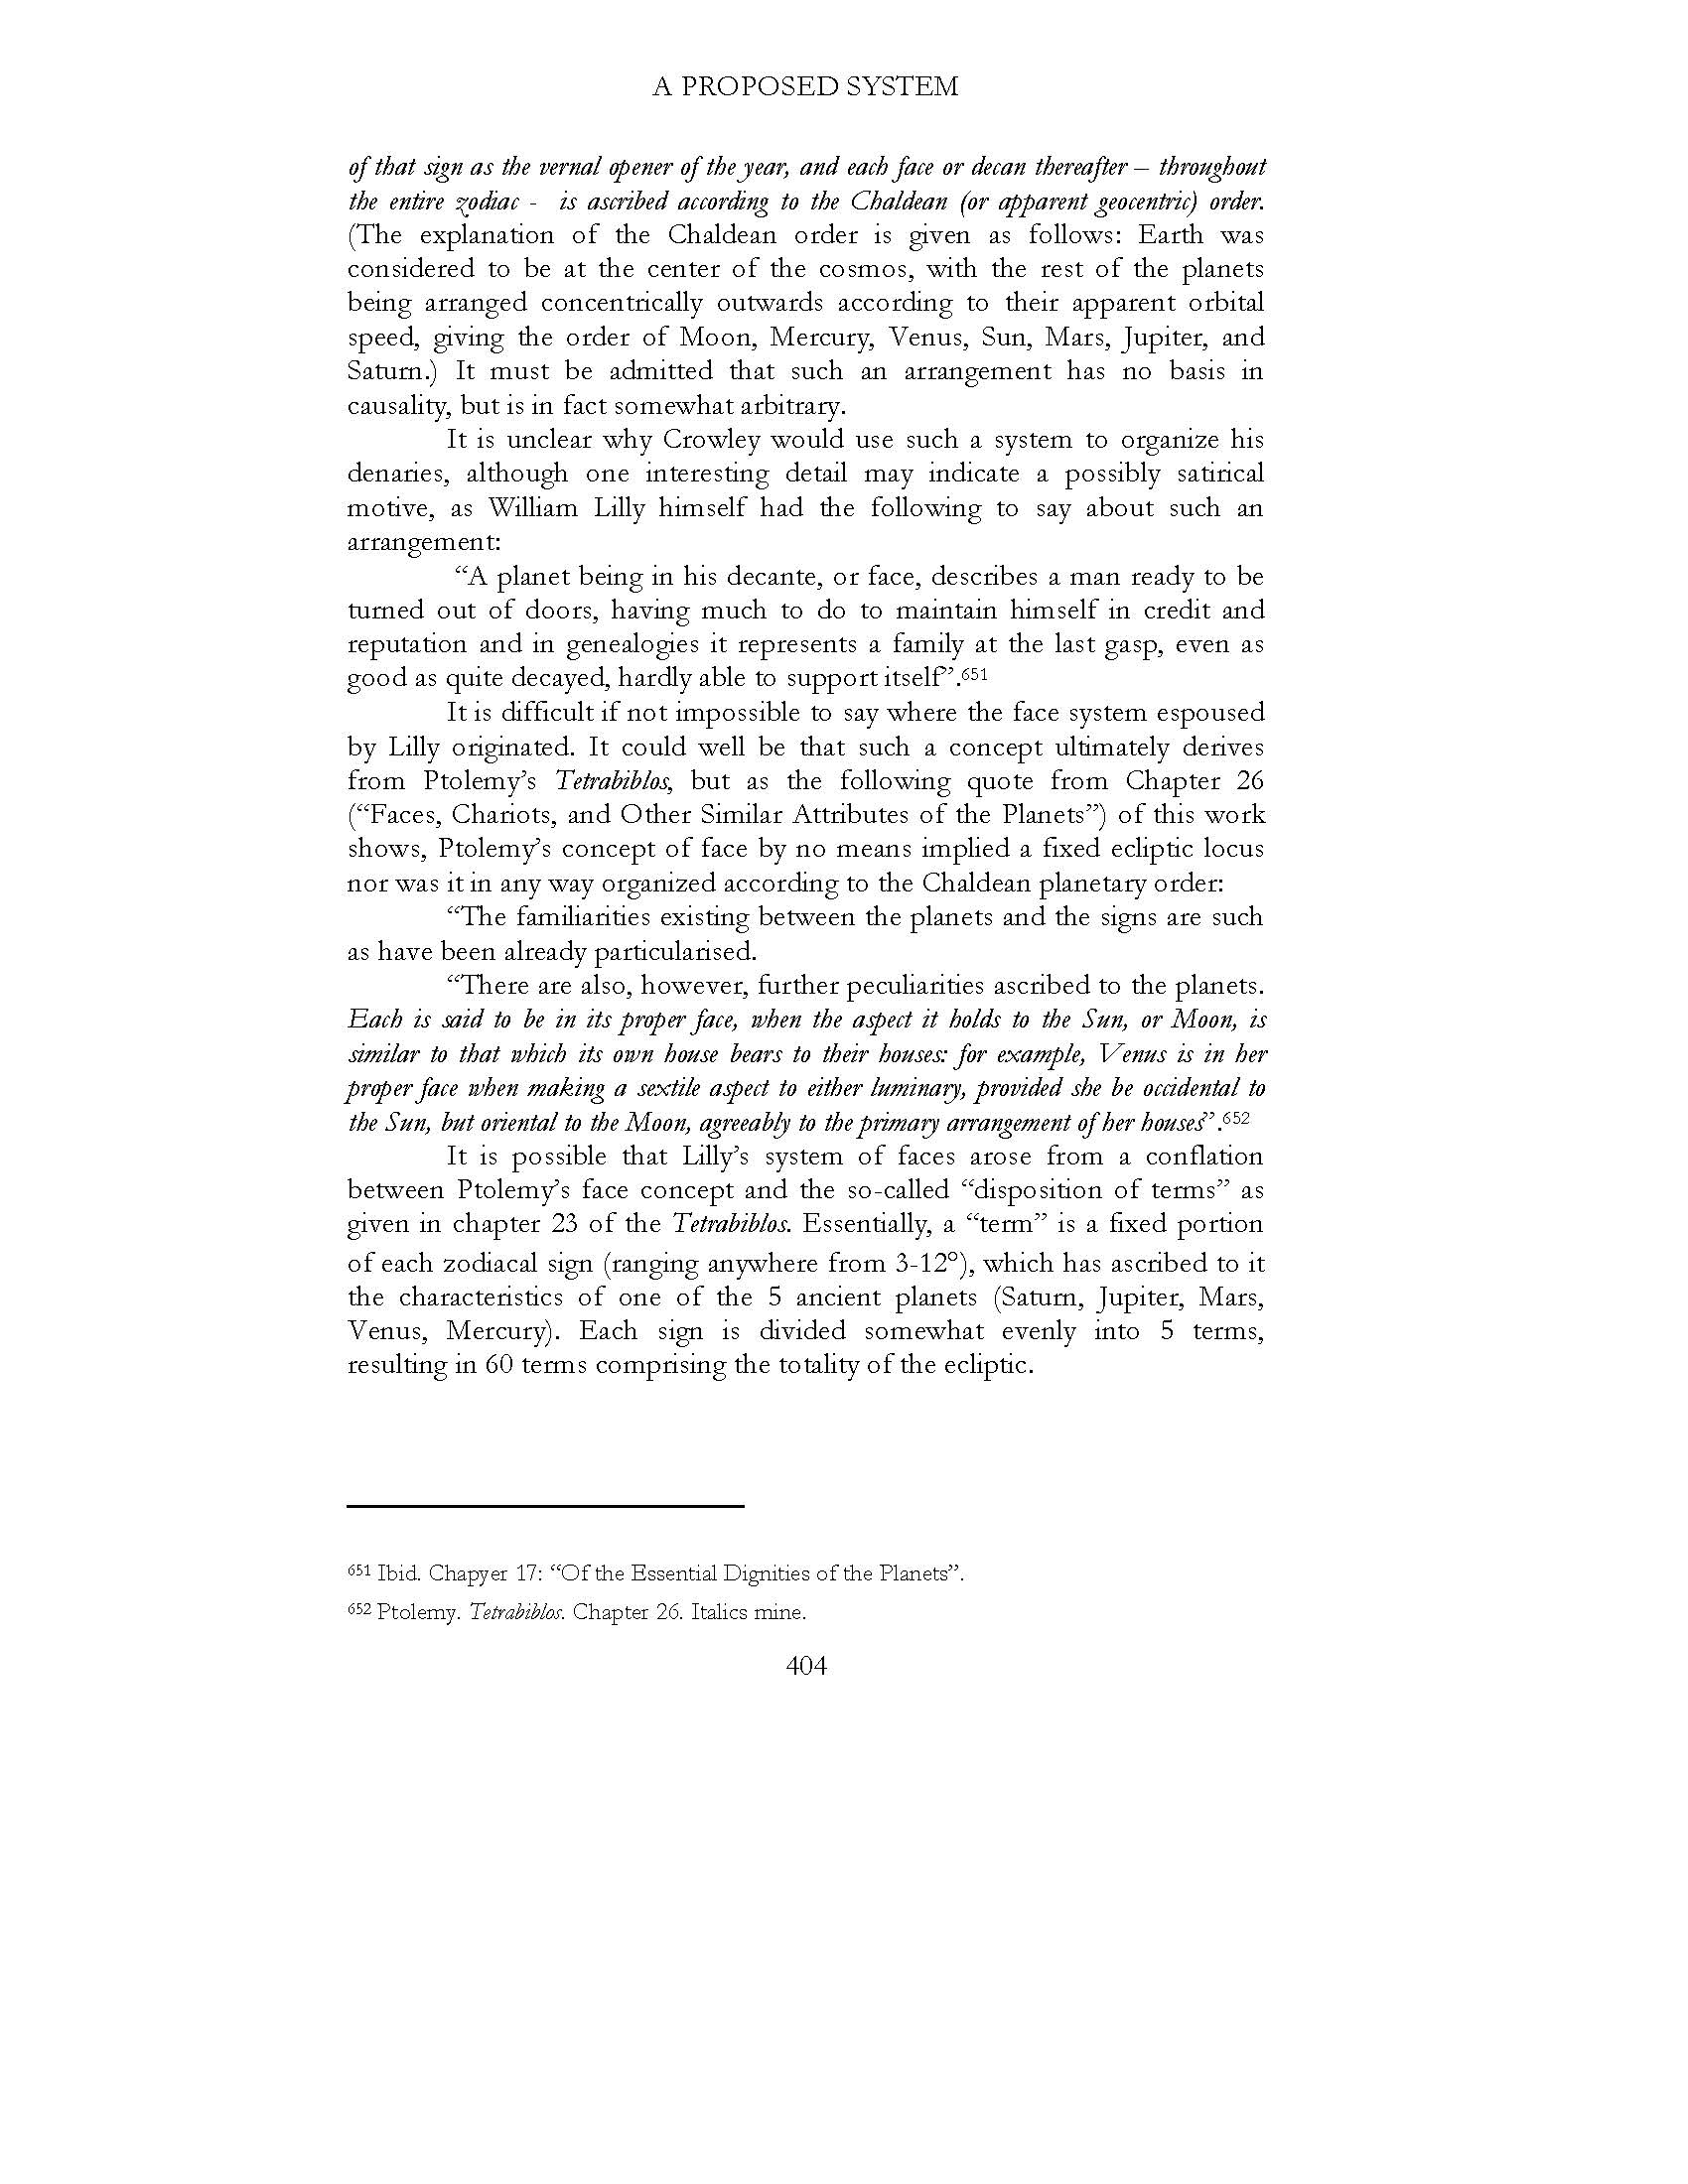 A PROPOSED SYSTEM
of that sign as the vernal opener of the year, and each face or decan thereafter – throughout
the entire zodiac - is ascribed according to the Chaldean (or apparent geocentric) order.
(The explanation of the Chaldean order is given as follows: Earth was
considered to be at the center of the cosmos, with the rest of the planets
being arranged concentrically outwards according to their apparent orbital
speed, giving the order of Moon, Mercury, Venus, Sun, Mars, Jupiter, and
Saturn.) It must be admitted that such an arrangement has no basis in
causality, but is in fact somewhat arbitrary.
It is unclear why Crowley would use such a system to organize his
denaries, although one interesting detail may indicate a possibly satirical
motive, as William Lilly himself had the following to say about such an
arrangement:
“A planet being in his decante, or face, describes a man ready to be
turned out of doors, having much to do to maintain himself in credit and
reputation and in genealogies it represents a family at the last gasp, even as
good as quite decayed, hardly able to support itself”.651
It is difficult if not impossible to say where the face system espoused
by Lilly originated. It could well be that such a concept ultimately derives
from Ptolemy’s Tetrabiblos, but as the following quote from Chapter 26
(“Faces, Chariots, and Other Similar Attributes of the Planets”) of this work
shows, Ptolemy’s concept of face by no means implied a fixed ecliptic locus
nor was it in any way organized according to the Chaldean planetary order:
“The familiarities existing between the planets and the signs are such
as have been already particularised.
“There are also, however, further peculiarities ascribed to the planets.
Each is said to be in its proper face, when the aspect it holds to the Sun, or Moon, is
similar to that which its own house bears to their houses: for example, Venus is in her
proper face when making a sextile aspect to either luminary, provided she be occidental to
the Sun, but oriental to the Moon, agreeably to the primary arrangement of her houses”.652
It is possible that Lilly’s system of faces arose from a conflation
between Ptolemy’s face concept and the so-called “disposition of terms” as
given in chapter 23 of the Tetrabiblos. Essentially, a “term” is a fixed portion
of each zodiacal sign (ranging anywhere from 3-12°), which has ascribed to it
the characteristics of one of the 5 ancient planets (Saturn, Jupiter, Mars,
Venus, Mercury). Each sign is divided somewhat evenly into 5 terms,
resulting in 60 terms comprising the totality of the ecliptic.
651 Ibid. Chapyer 17: “Of the Essential Dignities of the Planets”.
652 Ptolemy. Tetrabiblos. Chapter 26. Italics mine.
404